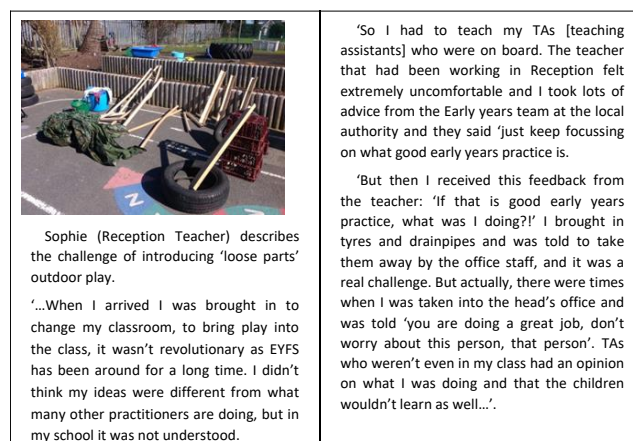 Sophie (Reception Teacher) describes
the challenge of introducing ‘loose parts’
outdoor play.
‘…When I arrived I was brought in to
change my classroom, to bring play into
the class, it wasn’t revolutionary as EYFS
has been around for a long time. I didn’t
think my ideas were different from what
many other practitioners are doing, but in
my school it was not understood.
‘So I had to teach my TAs [teaching
assistants] who were on board. The teacher
that had been working in Reception felt
extremely uncomfortable and I took lots of
advice from the Early years team at the local
authority and they said ‘just keep focussing
on what good early years practice is.
‘But then I received this feedback from
the teacher: ‘If that is good early years
practice, what was I doing?!’ I brought in
tyres and drainpipes and was told to take
them away by the office staff, and it was a
real challenge. But actually, there were times
when I was taken into the head’s office and
was told ‘you are doing a great job, don’t
worry about this person, that person’. TAs
who weren’t even in my class had an opinion
on what I was doing and that the children
wouldn’t learn as well…’.